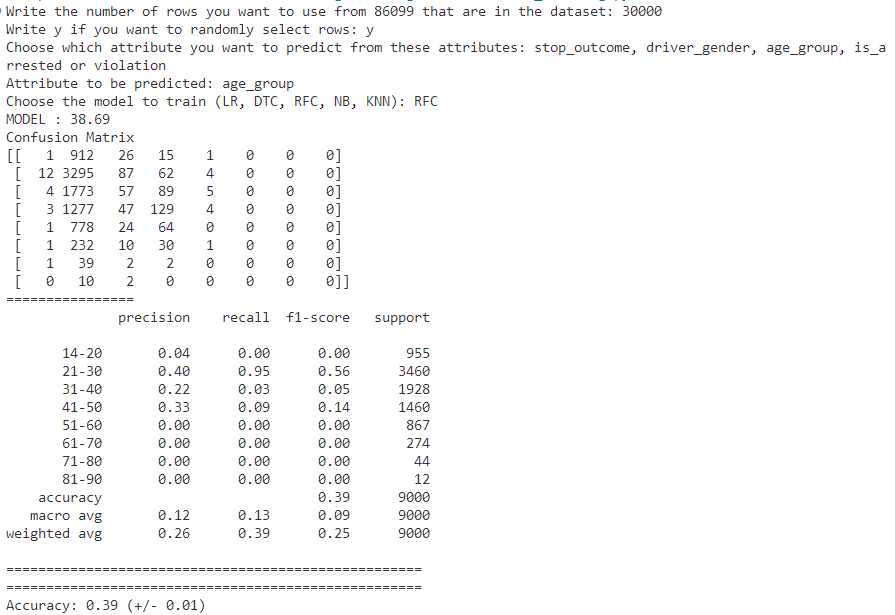 Write the number of rows you want to use from 86099 that are in the dataset: 30000
Write y if you want to randomly select rows: y
Choose which attribute you want to predict from these attributes: stop_outcome, driver_gender, age_group, is_a
rrested or violation
Attribute to be predicted: age_group
Choose the model to train (LR, DTC, RFC, NB, KNN): RFC
MODEL : 38.69
Confusion Matrix
[[   1  912   26   15    1    0    0    0]
 [  12 3295   87   62    4    0    0    0]
 [   4 1773   57   89    5    0    0    0]
 [   3 1277   47  129    4    0    0    0]
 [   1  778   24   64    0    0    0    0]
 [   1  232   10   30    1    0    0    0]
 [   1   39    2    2    0    0    0    0]
 [   0   10    2    0    0    0    0    0]]
================
              precision    recall  f1-score   support
       14-20       0.04      0.00      0.00       955
       21-30       0.40      0.95      0.56      3460
       31-40       0.22      0.03      0.05      1928
       41-50       0.33      0.09      0.14      1460
       51-60       0.00      0.00      0.00       867
       61-70       0.00      0.00      0.00       274
       71-80       0.00      0.00      0.00        44
       81-90       0.00      0.00      0.00        12
    accuracy                           0.39      9000
   macro avg       0.12      0.13      0.09      9000
weighted avg       0.26      0.39      0.25      9000
====================================================
====================================================
Accuracy: 0.39 (+/- 0.01)